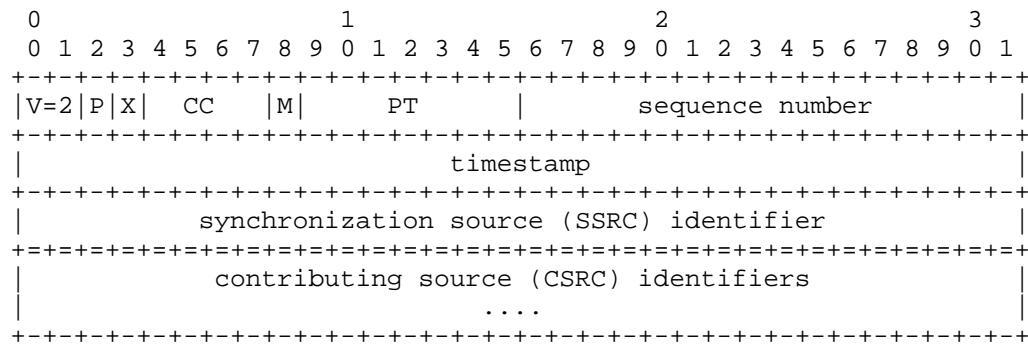 0                   1                   2                   3
 0 1 2 3 4 5 6 7 8 9 0 1 2 3 4 5 6 7 8 9 0 1 2 3 4 5 6 7 8 9 0 1
+-+-+-+-+-+-+-+-+-+-+-+-+-+-+-+-+-+-+-+-+-+-+-+-+-+-+-+-+-+-+-+-+
|V=2|P|X|  CC   |M|     PT      |       sequence number         |
+-+-+-+-+-+-+-+-+-+-+-+-+-+-+-+-+-+-+-+-+-+-+-+-+-+-+-+-+-+-+-+-+
|                           timestamp                           |
+-+-+-+-+-+-+-+-+-+-+-+-+-+-+-+-+-+-+-+-+-+-+-+-+-+-+-+-+-+-+-+-+
|           synchronization source (SSRC) identifier            |
+=+=+=+=+=+=+=+=+=+=+=+=+=+=+=+=+=+=+=+=+=+=+=+=+=+=+=+=+=+=+=+=+
|            contributing source (CSRC) identifiers             |
|                             ....                              |
+-+-+-+-+-+-+-+-+-+-+-+-+-+-+-+-+-+-+-+-+-+-+-+-+-+-+-+-+-+-+-+-+